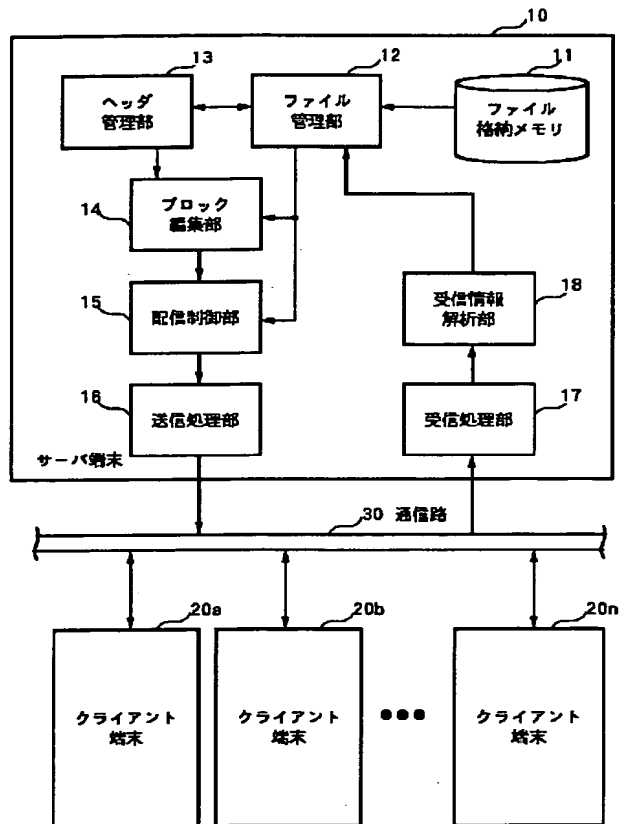 10
13
12
11
ヘッダ
管理部
ファイル
管理部
ファイル
格納メモリ
14
ブロック
編集部
15
配信制御部
18
受信情報
解析部
16
送信処理部
17
受信処理部
サーバ端末
30 通信路
20a
20b
20n
クライアント
端末
クライアント
端末
•••
クライアント
端末